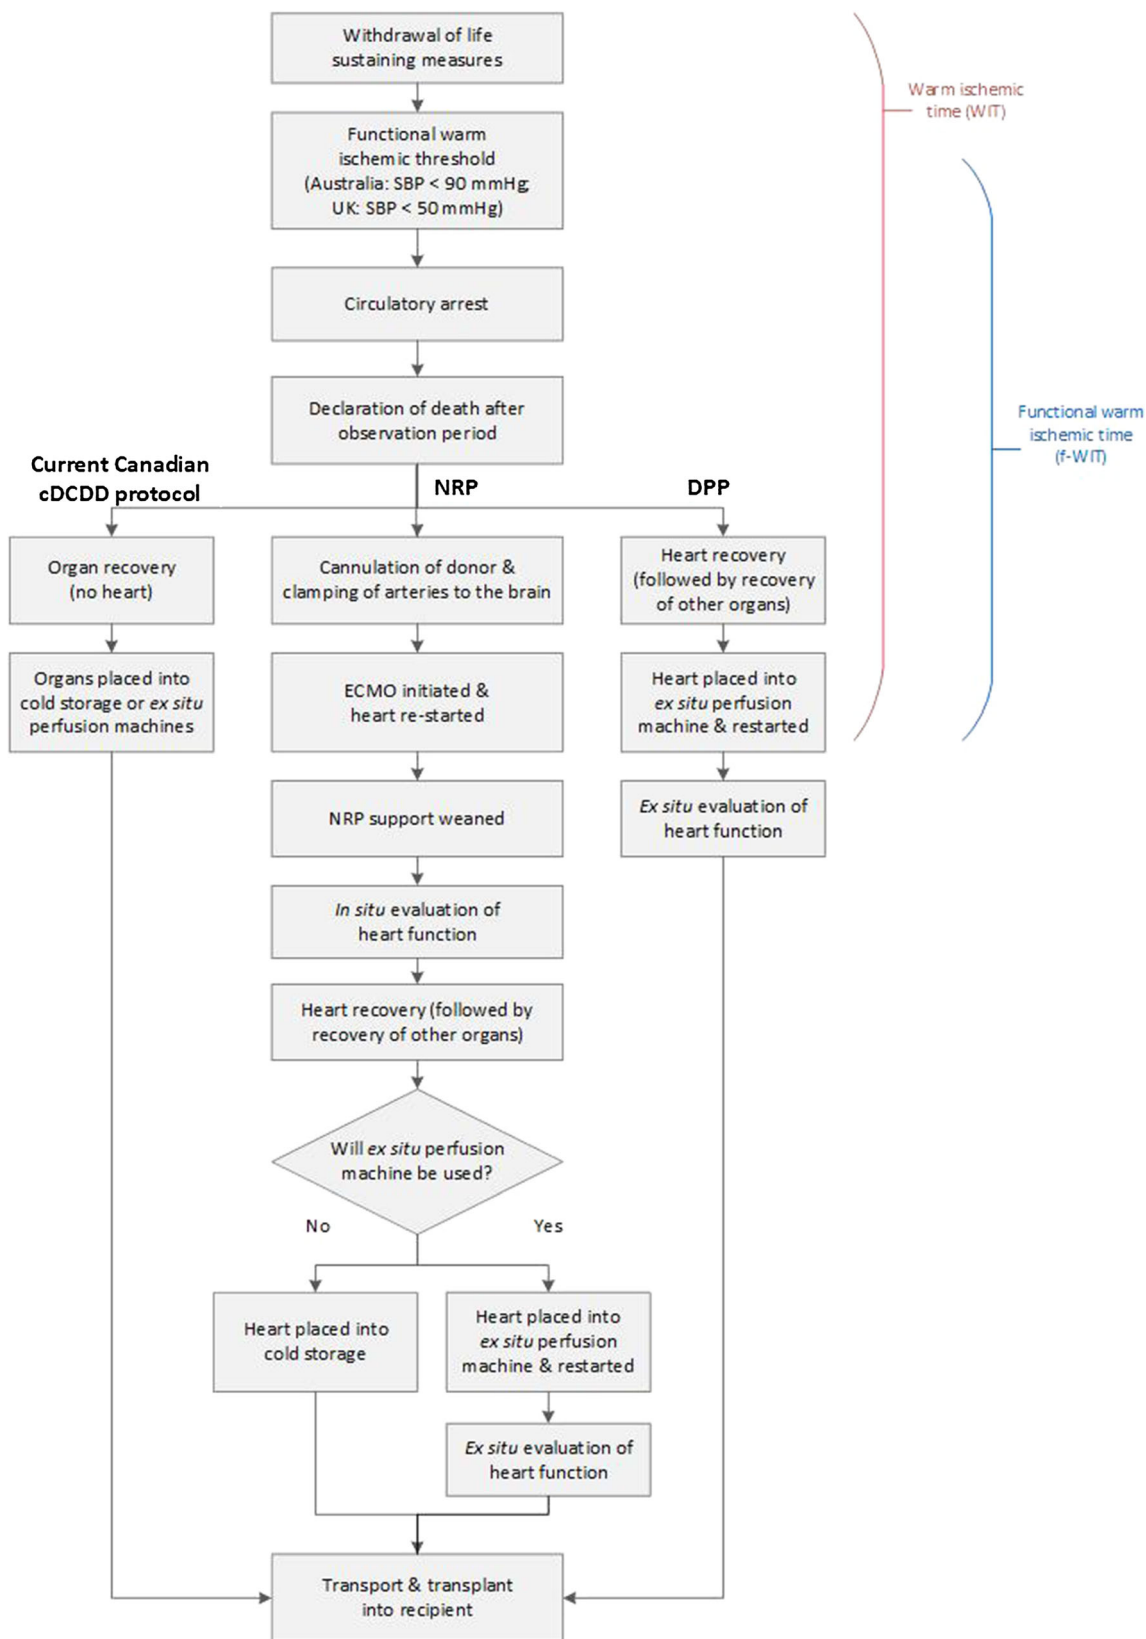 Withdrawal of life
sustaining measures
Warm ischemic
time (WIT)
Functional warm
ischemic threshold
(Australia: SBP < 90 mmHg;
UK: SBP < 50 mmHg)
Circulatory arrest
Declaration of death after
observation period
Functional warm
ischemic time
(f-WIT)
Current Canadian
cDCDD protocol
NRP
DPP
Organ recovery
(no heart)
Cannulation of donor &
clamping of arteries to the brain
Heart recovery
(followed by recovery
of other organs)
Organs placed into
cold storage or ex situ
perfusion machines
ECMO initiated &
heart re-started
Heart placed into
ex situ perfusion
machine & restarted
NRP support weaned
Ex situ evaluation of
heart function
In situ evaluation of
heart function
Heart recovery (followed by
recovery of other organs)
Will ex situ perfusion
machine be used?
No
Yes
Heart placed into
cold storage
Heart placed into
ex situ perfusion
machine & restarted
Ex situ evaluation of
heart function
Transport & transplant
into recipient